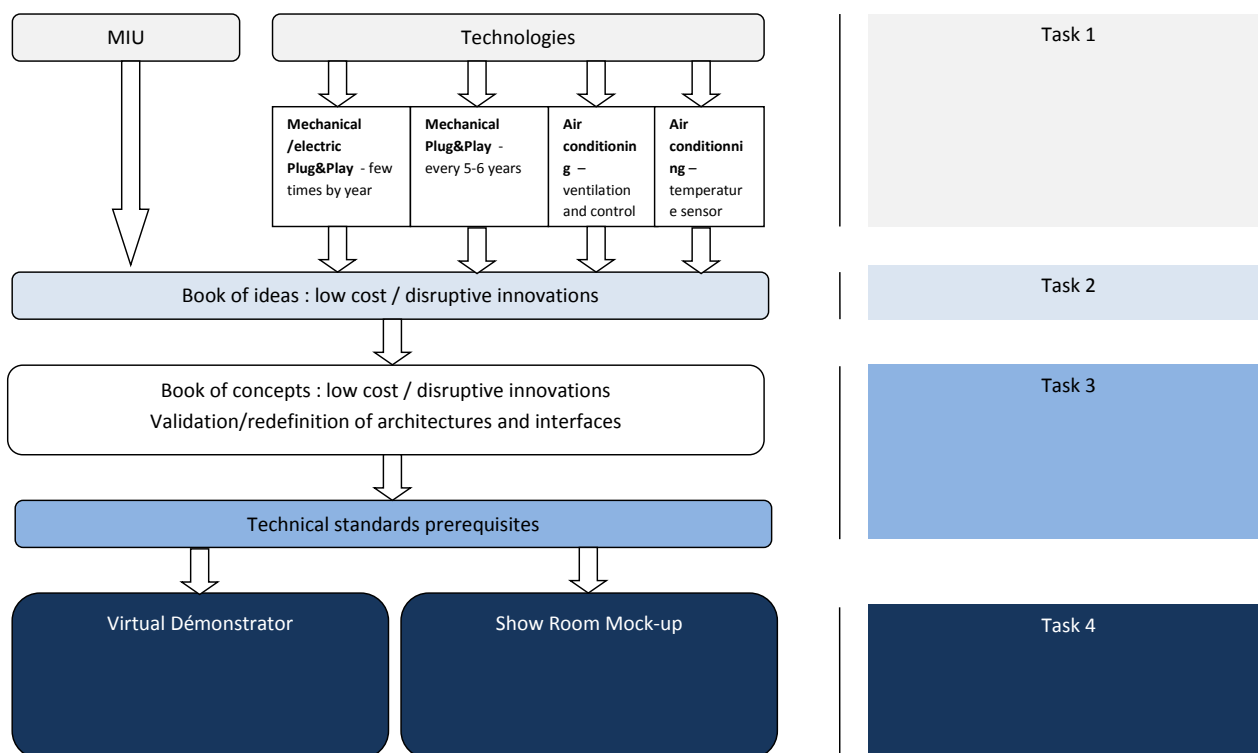 MIU
Technologies
Task 1
Mechanical
/electric
Plug&Play - few
times by year
Mechanical
Plug&Play -
every 5-6 years
Air
conditionin
g –
ventilation
and control
Air
conditionni
ng –
temperatur
e sensor
Book of ideas : low cost / disruptive innovations
Task 2
Book of concepts : low cost / disruptive innovations
Validation/redefinition of architectures and interfaces
Task 3
Technical standards prerequisites
Virtual Démonstrator
Show Room Mock-up
Task 4